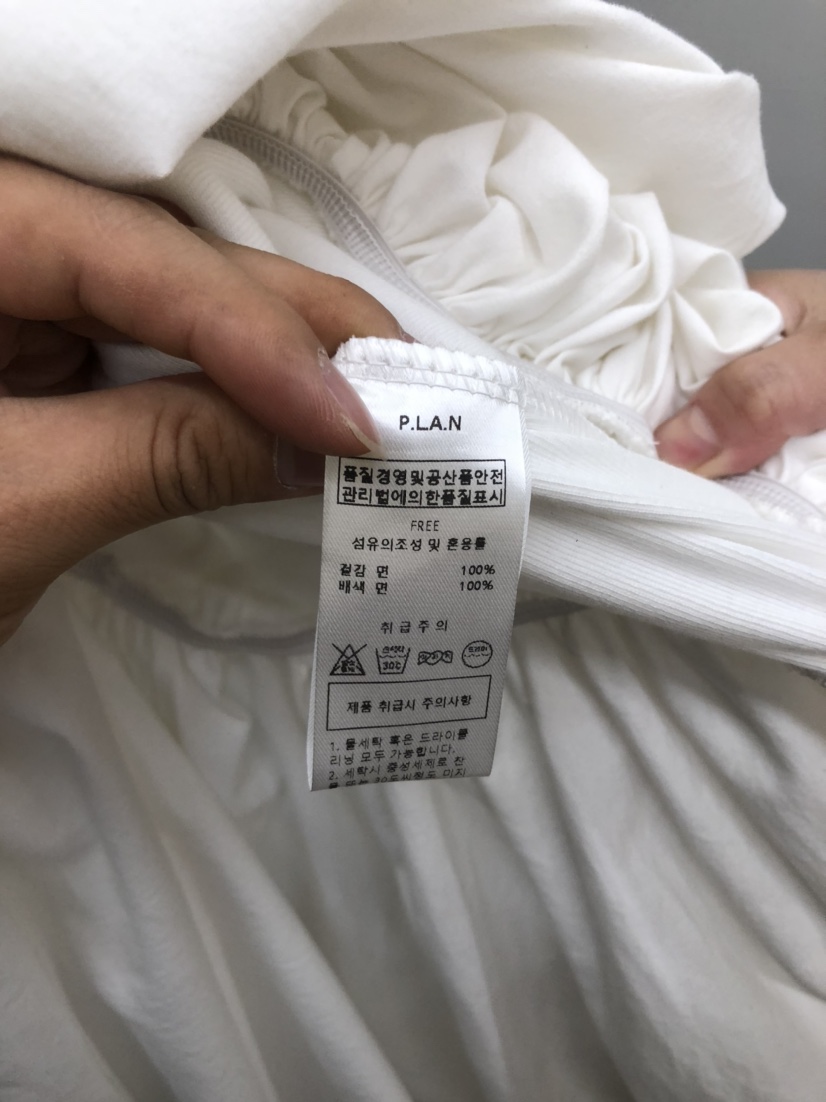 P.LA.N
품질경영및공산품안전
관리법에의한품질표시
FREE
섬유의조성 및 혼용률
겉감 면 100%
배색 면 100%
취급주의
30℃
드라이
제품 취급시 주의사항
1. 물세탁 혹은 드라이클
리닝 모두 가능합니다.
2. 세탁시 중성세제로 찬